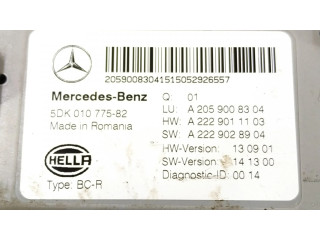 20590083041515052926557
Mercedes-Benz
5DK 010 775-82
Made in Romania
HELLA
Type: BC-R
Q: 01
LU: A 205 900 83 04
HW: A 222 901 11 03
SW: A 222 902 89 04
HW-Version: 13 09 01
SW-Version: 14 13 00
Diagnostic-ID: 00 14